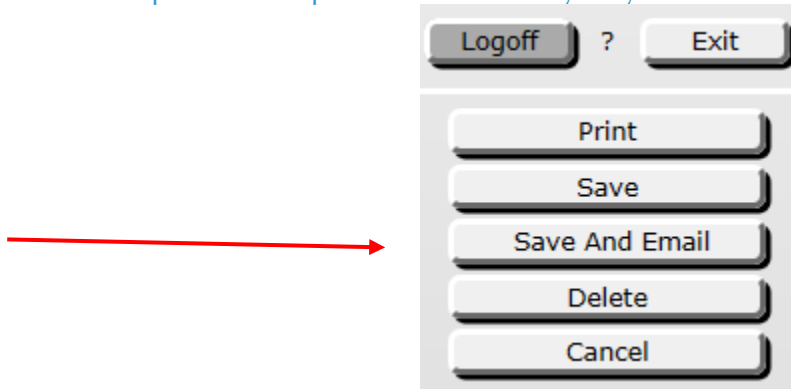 Logoff ? Exit
Print
Save
Save And Email
Delete
Cancel